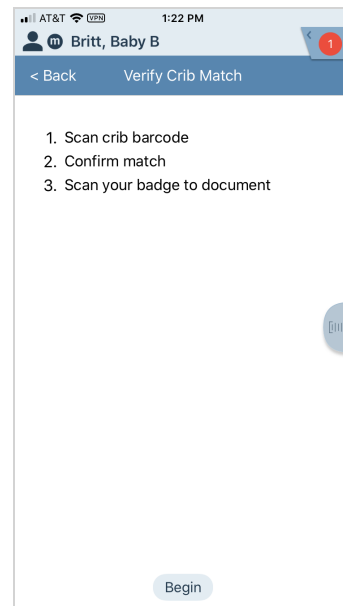 AT&T VPN 1:22 PM
m Britt, Baby B
1
< Back Verify Crib Match
1. Scan crib barcode
2. Confirm match
3. Scan your badge to document
Begin